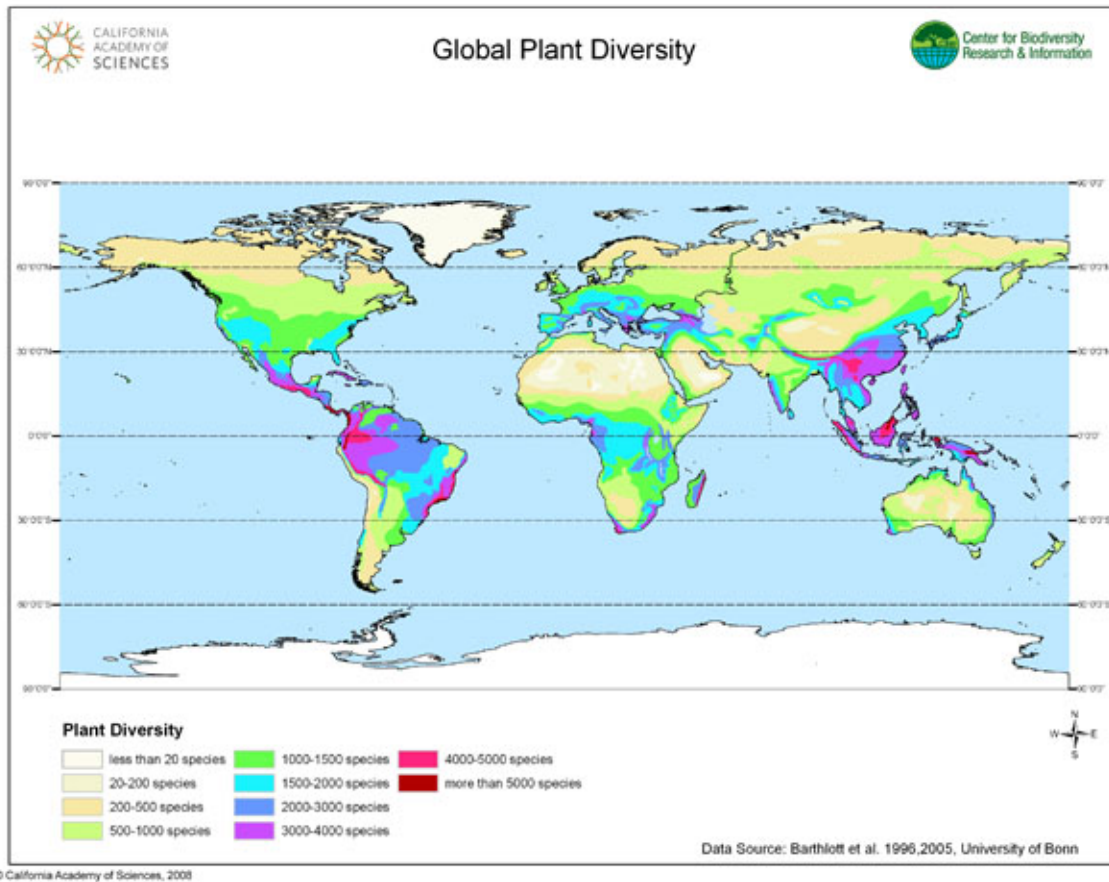 CALIFORNIA
ACADEMY OF
SCIENCES
Global Plant Diversity
Center for Biodiversity
Research & Information
Plant Diversity
less than 20 species
20-200 species
200-500 species
500-1000 species
1000-1500 species
1500-2000 species
2000-3000 species
3000-4000 species
4000-5000 species
more than 5000 species
N
W E
S
Data Source: Barthlott et al. 1996,2005, University of Bonn
California Academy of Sciences, 2008